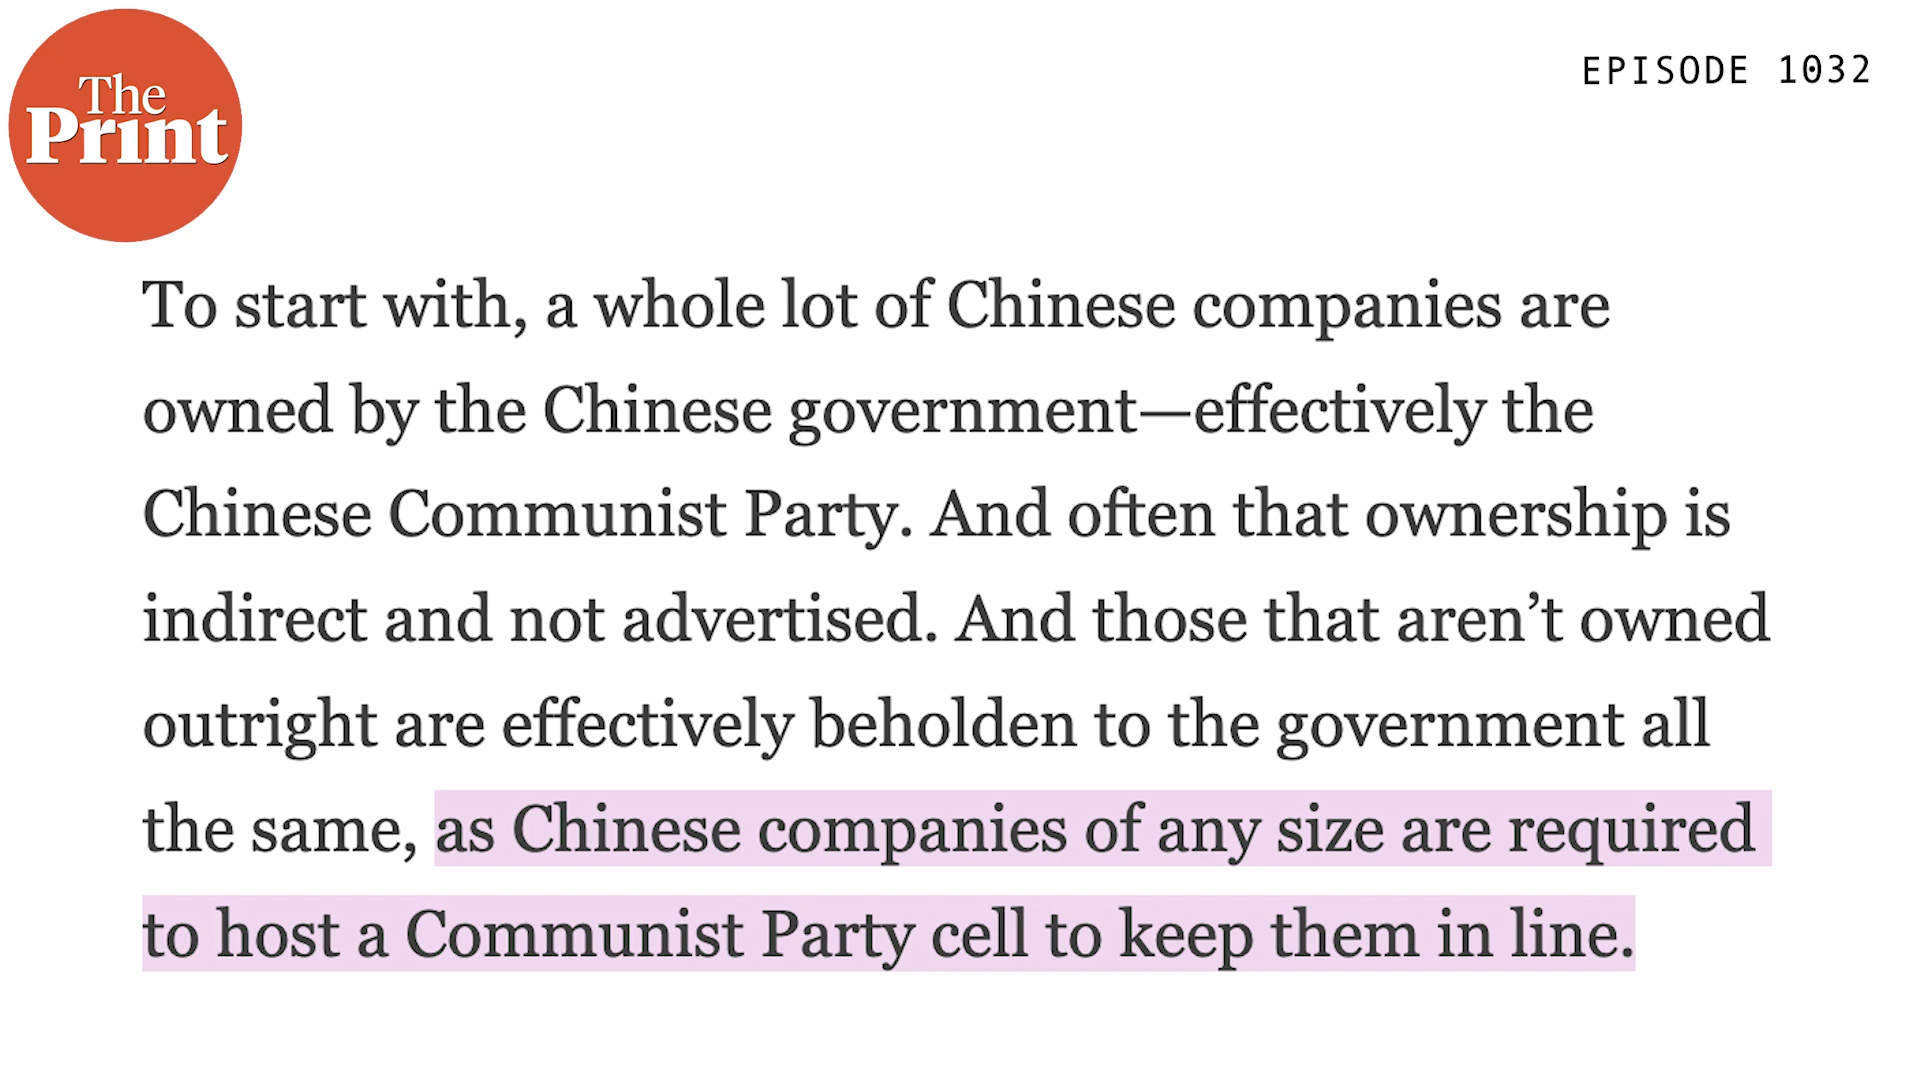 The
Print
EPISODE 1032
To start with, a whole lot of Chinese companies are
owned by the Chinese government—effectively the
Chinese Communist Party. And often that ownership is
indirect and not advertised. And those that aren’t owned
outright are effectively beholden to the government all
the same, as Chinese companies of any size are required
to host a Communist Party cell to keep them in line.